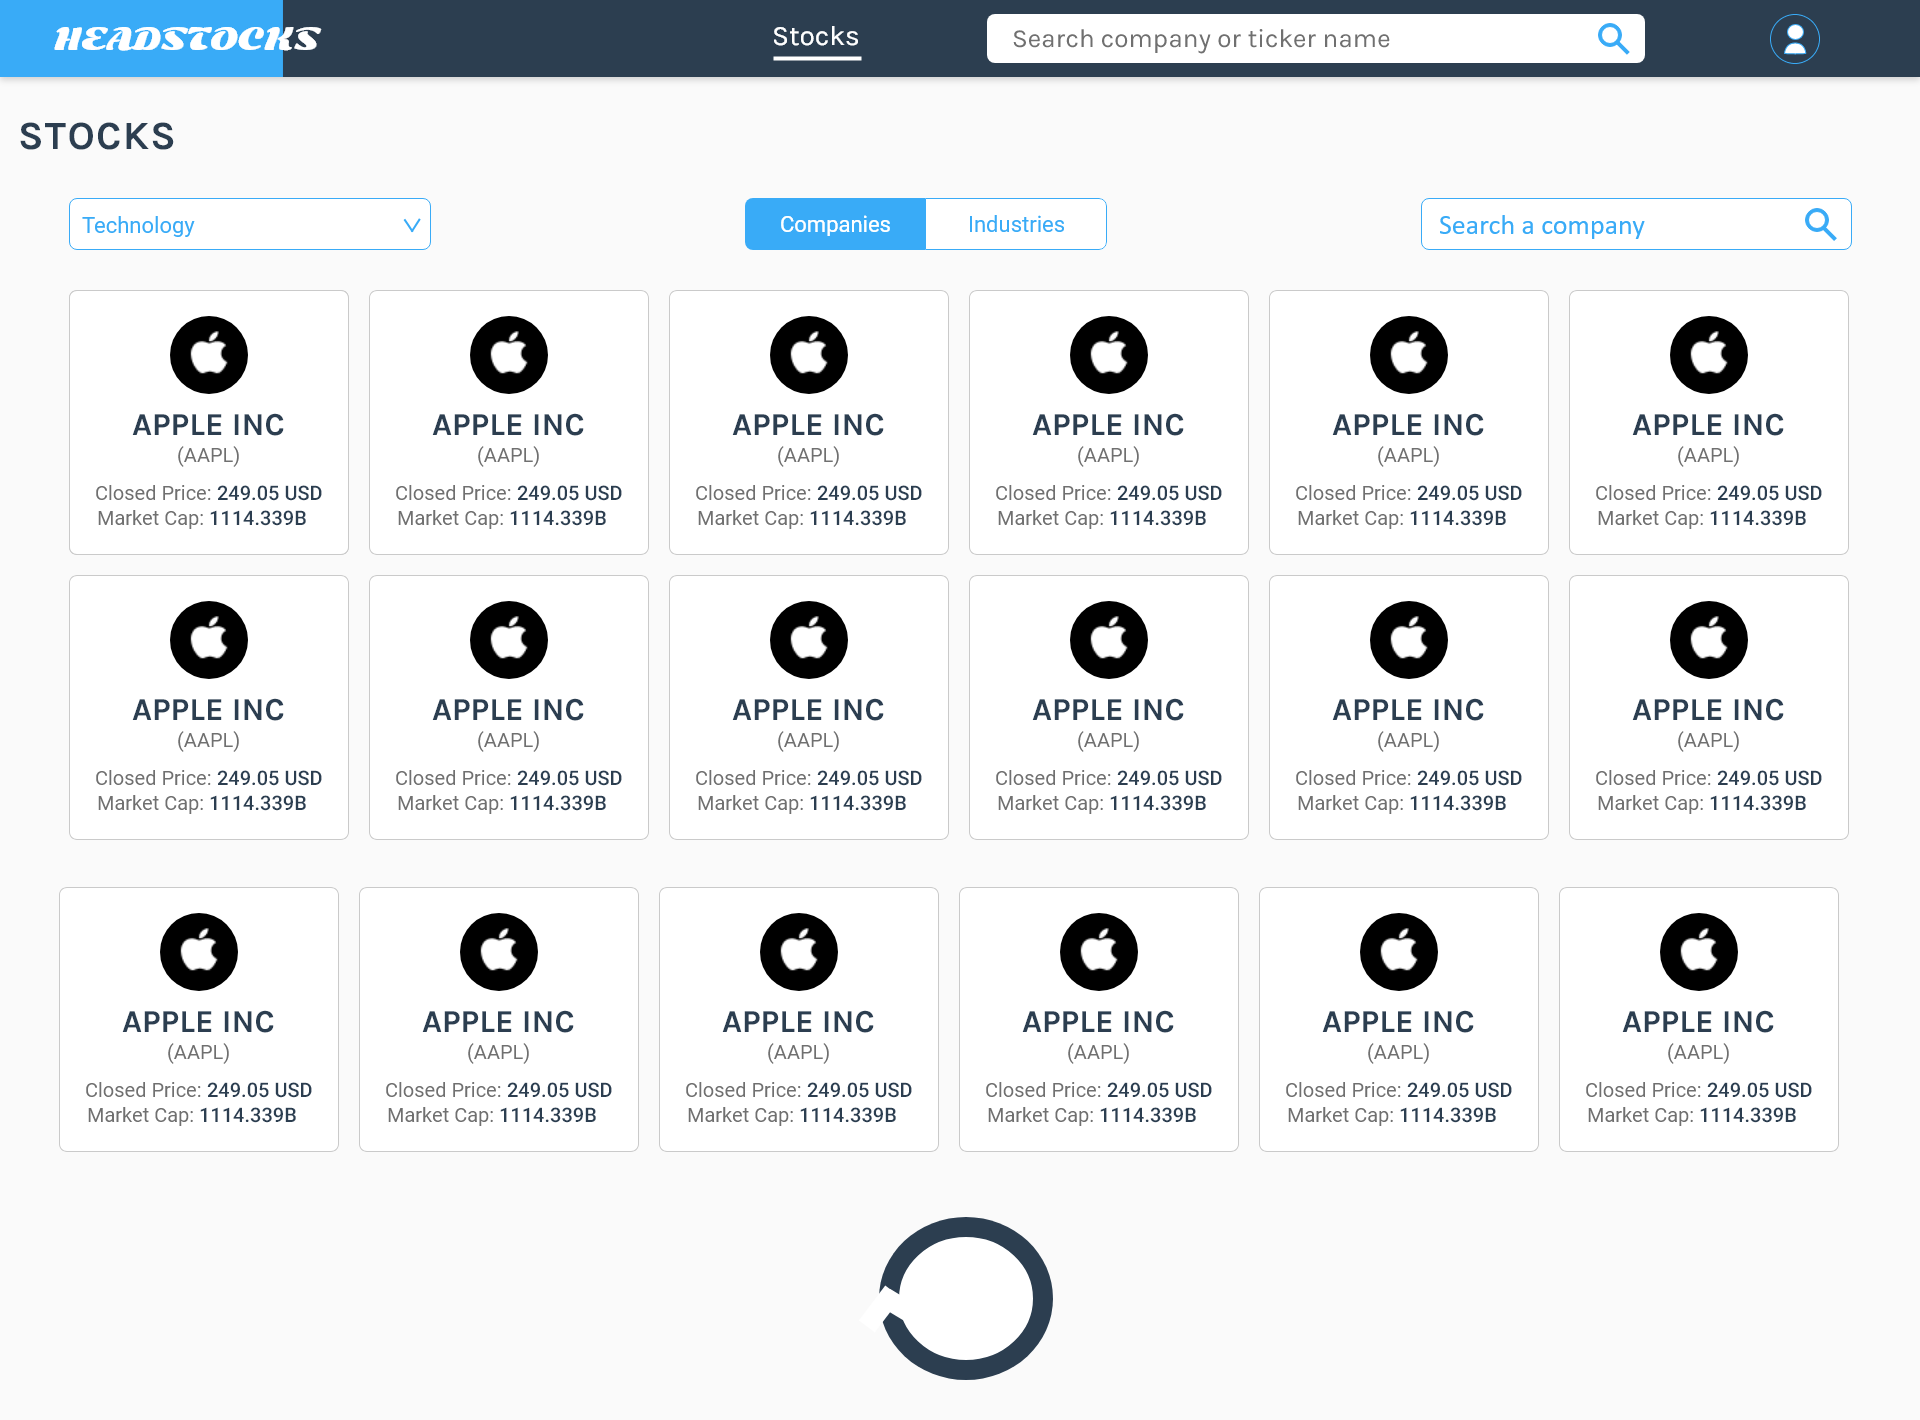 HEADSTOCKS Stocks Search company or ticker name
STOCKS
Technology Companies Industries Search a company
APPLE INC APPLE INC APPLE INC APPLE INC APPLE INC APPLE INC
(AAPL) (AAPL) (AAPL) (AAPL) (AAPL) (AAPL)
Closed Price: 249.05 USD Closed Price: 249.05 USD Closed Price: 249.05 USD Closed Price: 249.05 USD Closed Price: 249.05 USD Closed Price: 249.05 USD
Market Cap: 1114.339B Market Cap: 1114.339B Market Cap: 1114.339B Market Cap: 1114.339B Market Cap: 1114.339B Market Cap: 1114.339B
APPLE INC APPLE INC APPLE INC APPLE INC APPLE INC APPLE INC
(AAPL) (AAPL) (AAPL) (AAPL) (AAPL) (AAPL)
Closed Price: 249.05 USD Closed Price: 249.05 USD Closed Price: 249.05 USD Closed Price: 249.05 USD Closed Price: 249.05 USD Closed Price: 249.05 USD
Market Cap: 1114.339B Market Cap: 1114.339B Market Cap: 1114.339B Market Cap: 1114.339B Market Cap: 1114.339B Market Cap: 1114.339B
APPLE INC APPLE INC APPLE INC APPLE INC APPLE INC APPLE INC
(AAPL) (AAPL) (AAPL) (AAPL) (AAPL) (AAPL)
Closed Price: 249.05 USD Closed Price: 249.05 USD Closed Price: 249.05 USD Closed Price: 249.05 USD Closed Price: 249.05 USD Closed Price: 249.05 USD
Market Cap: 1114.339B Market Cap: 1114.339B Market Cap: 1114.339B Market Cap: 1114.339B Market Cap: 1114.339B Market Cap: 1114.339B